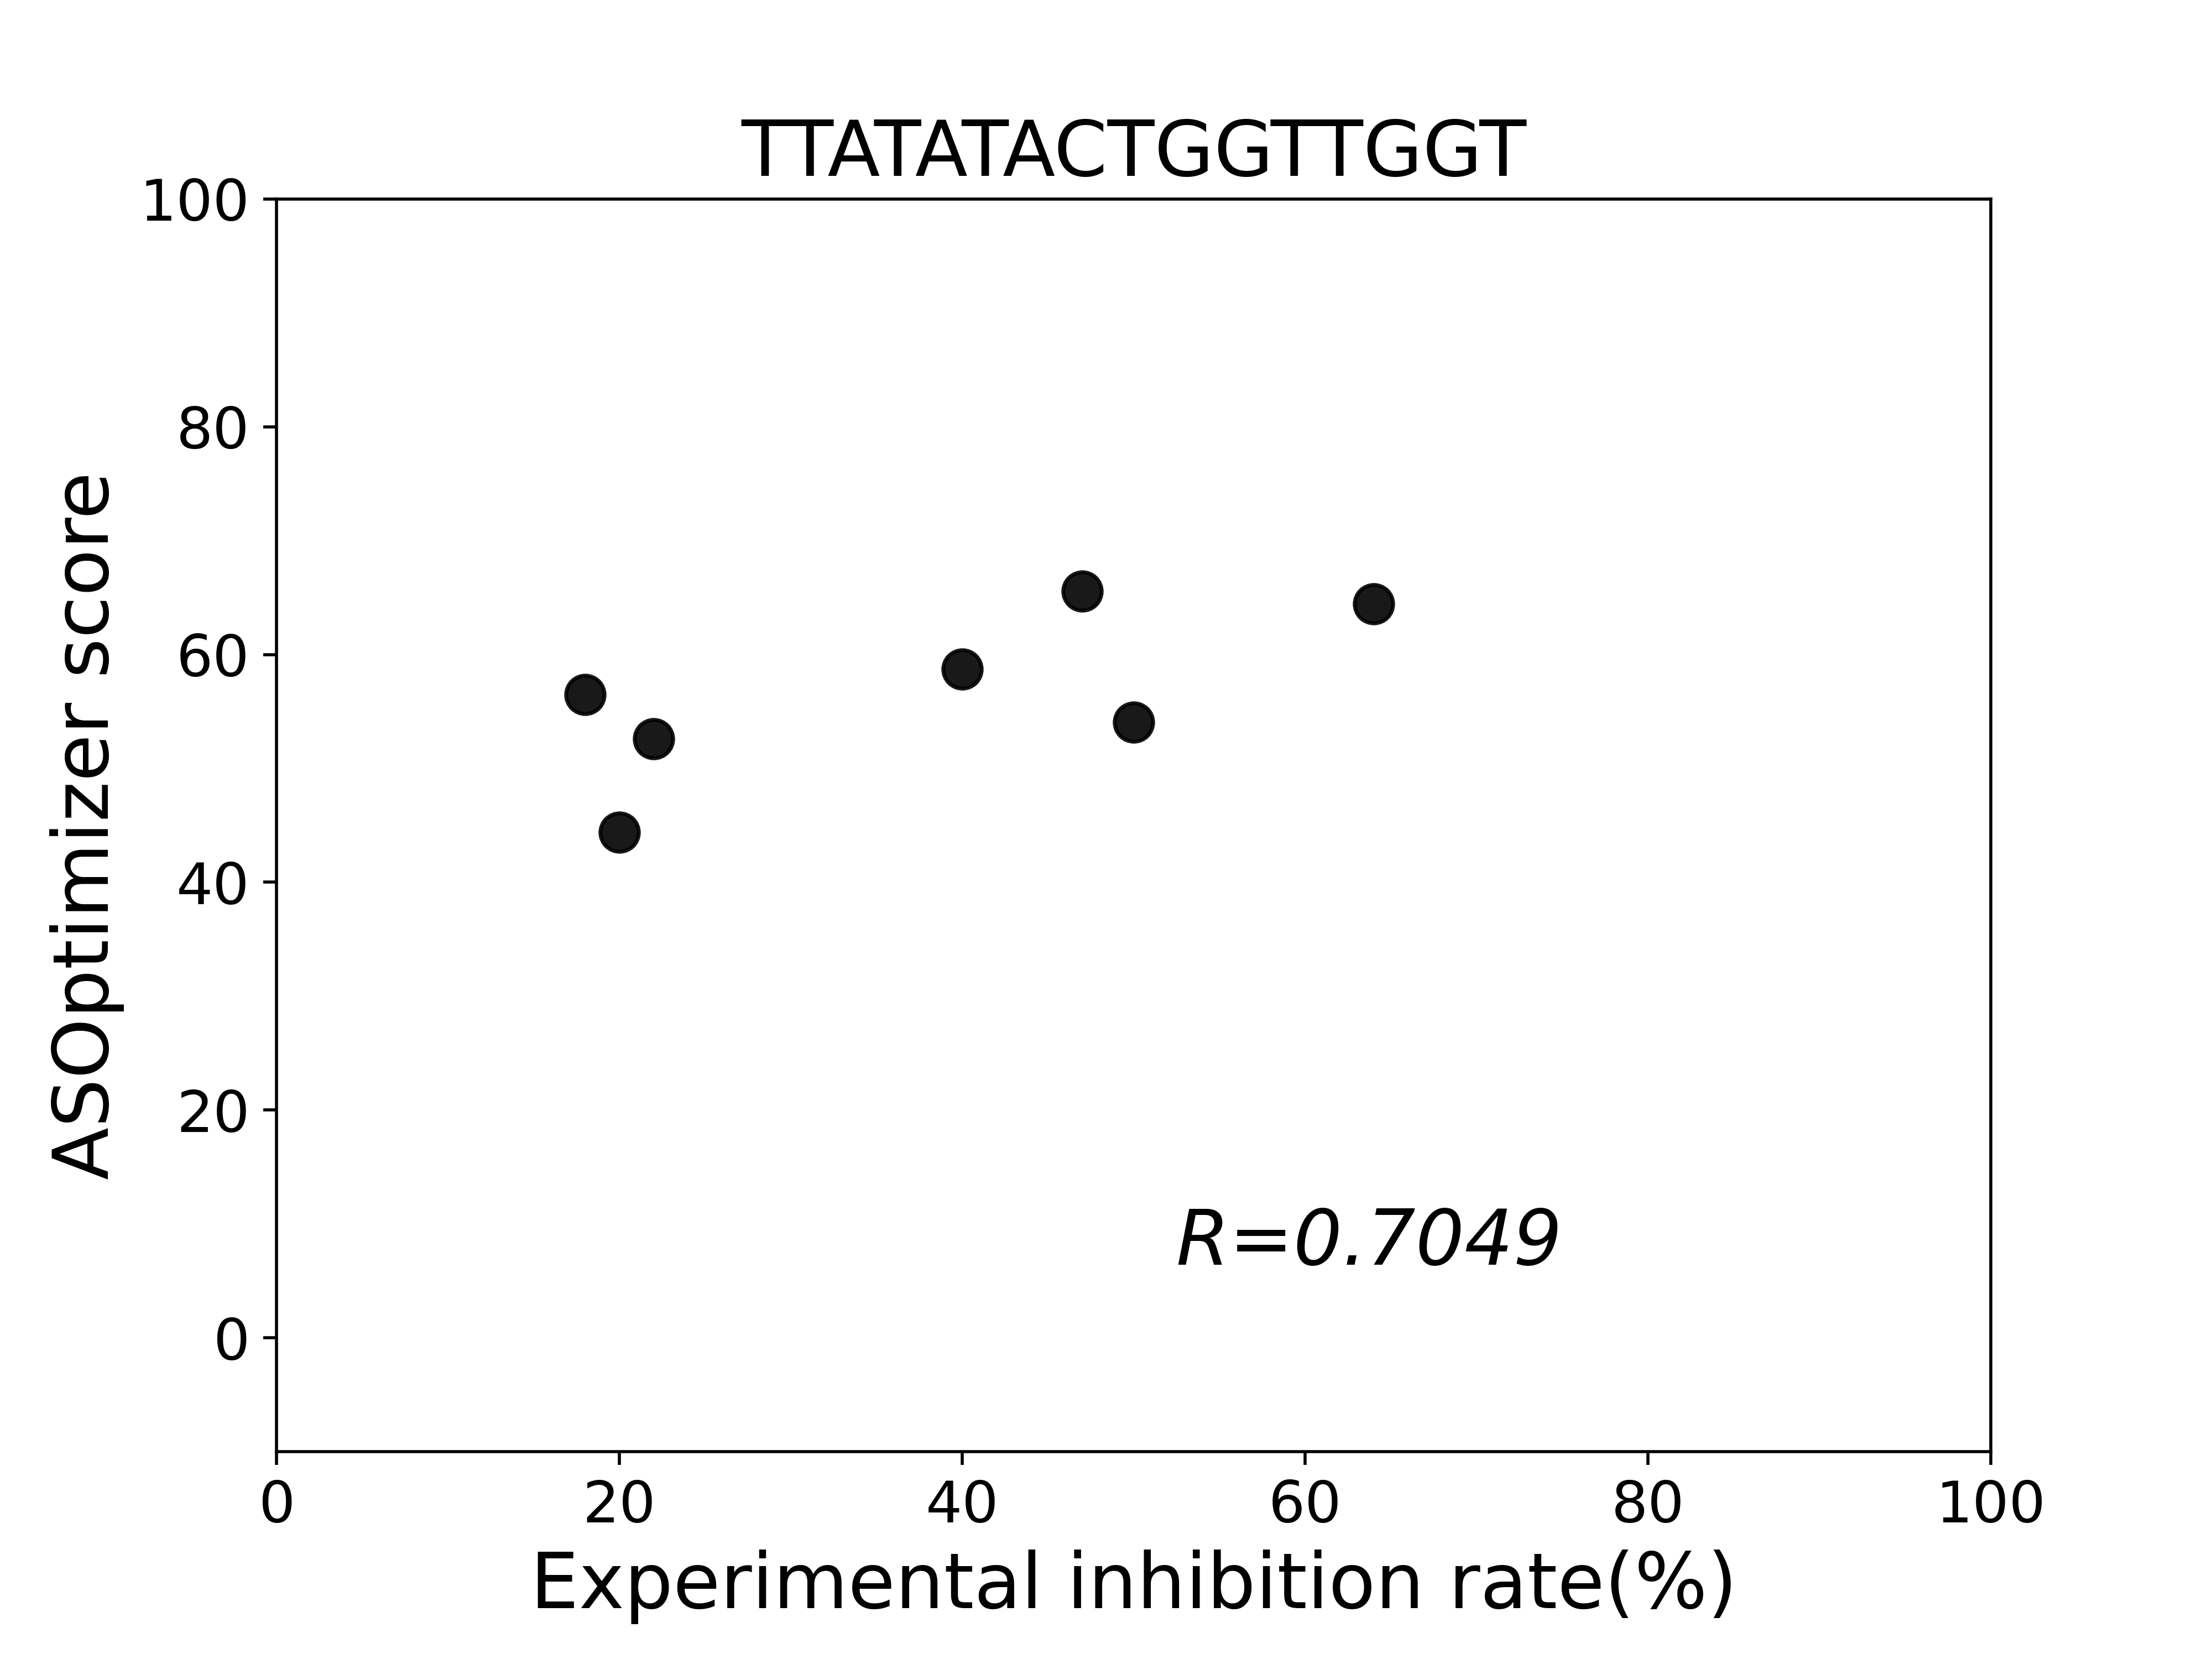 TTATATACTGGTTGGT
100
80
60
40
20
0
ASOptimizer score
R=0.7049
0 20 40 60 80 100
Experimental inhibition rate(%)